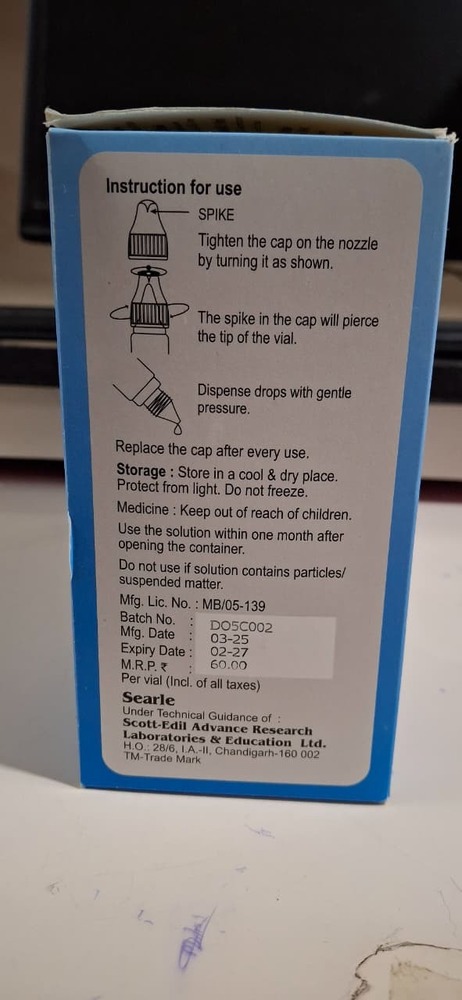 Instruction for use
SPIKE
Tighten the cap on the nozzle
by turning it as shown.
The spike in the cap will pierce
the tip of the vial.
Dispense drops with gentle
pressure.
Replace the cap after every use.
Storage : Store in a cool & dry place.
Protect from light. Do not freeze.
Medicine : Keep out of reach of children.
Use the solution within one month after
opening the container.
Do not use if solution contains particles/
suspended matter.
Mfg. Lic. No. : MB/05-139
Batch No. : DO5C002
Mfg. Date : 03-25
Expiry Date : 02-27
M.R.P. ₹ : 60.00
Per vial (Incl. of all taxes)
Searle
Under Technical Guidance of :
Scott-Edil Advance Research
Laboratories & Education Ltd.
H.O.: 28/6, I.A.-II, Chandigarh-160 002
TM-Trade Mark